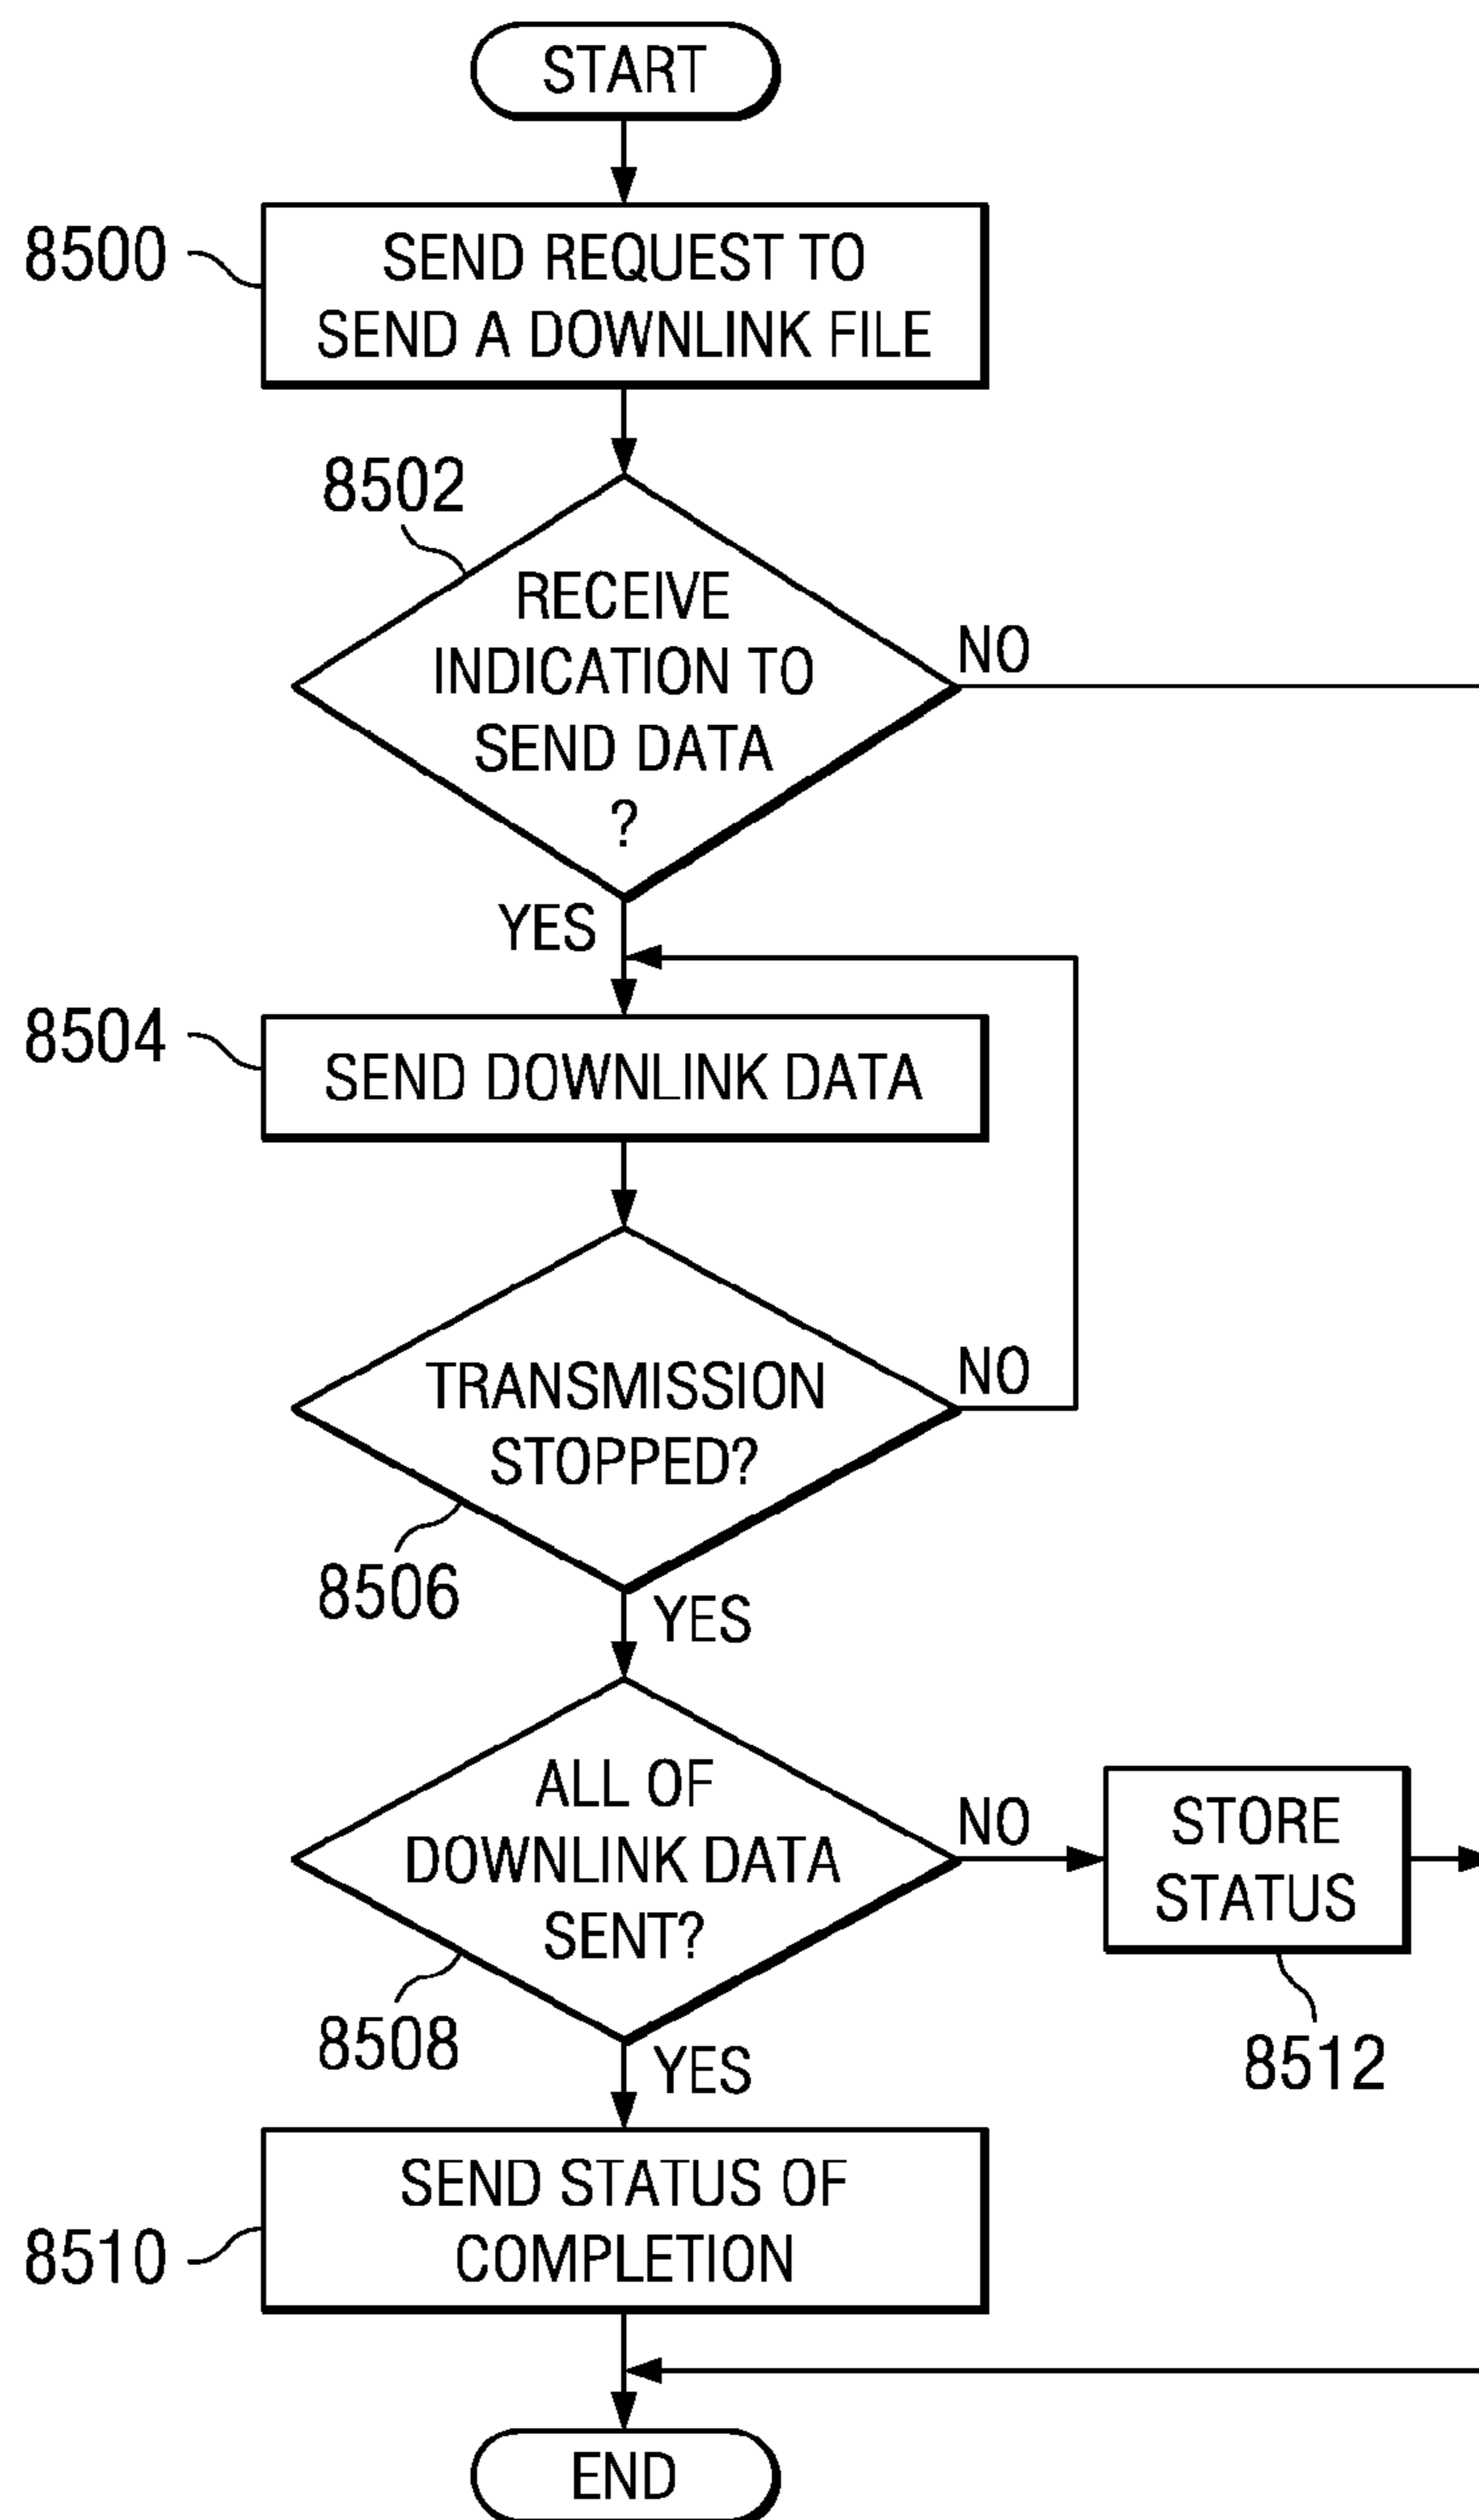 START
8500
SEND REQUEST TO
SEND A DOWNLINK FILE
8502
RECEIVE
INDICATION TO
SEND DATA
?
NO
YES
8504
SEND DOWNLINK DATA
TRANSMISSION
STOPPED?
NO
8506
YES
ALL OF
DOWNLINK DATA
SENT?
NO
STORE
STATUS
8508
8512
YES
SEND STATUS OF
COMPLETION
8510
END